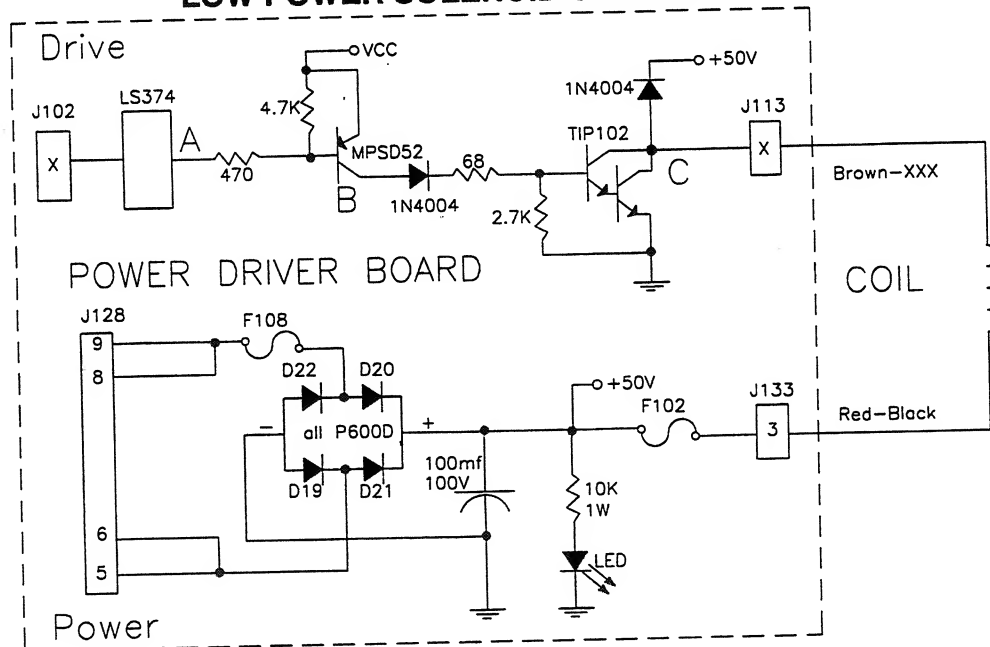 Drive
VCC
+50V
J102
LS374
4.7K
1N4004
J113
X
A
470
MPSD52
B
1N4004
68
2.7K
TIP102
C
X
Brown-XXX
POWER DRIVER BOARD
COIL
J128
9
8
F108
D22
D20
all P600D
-
+
D19
D21
100mf
100V
+50V
F102
J133
3
Red-Black
10K
1W
LED
6
5
Power